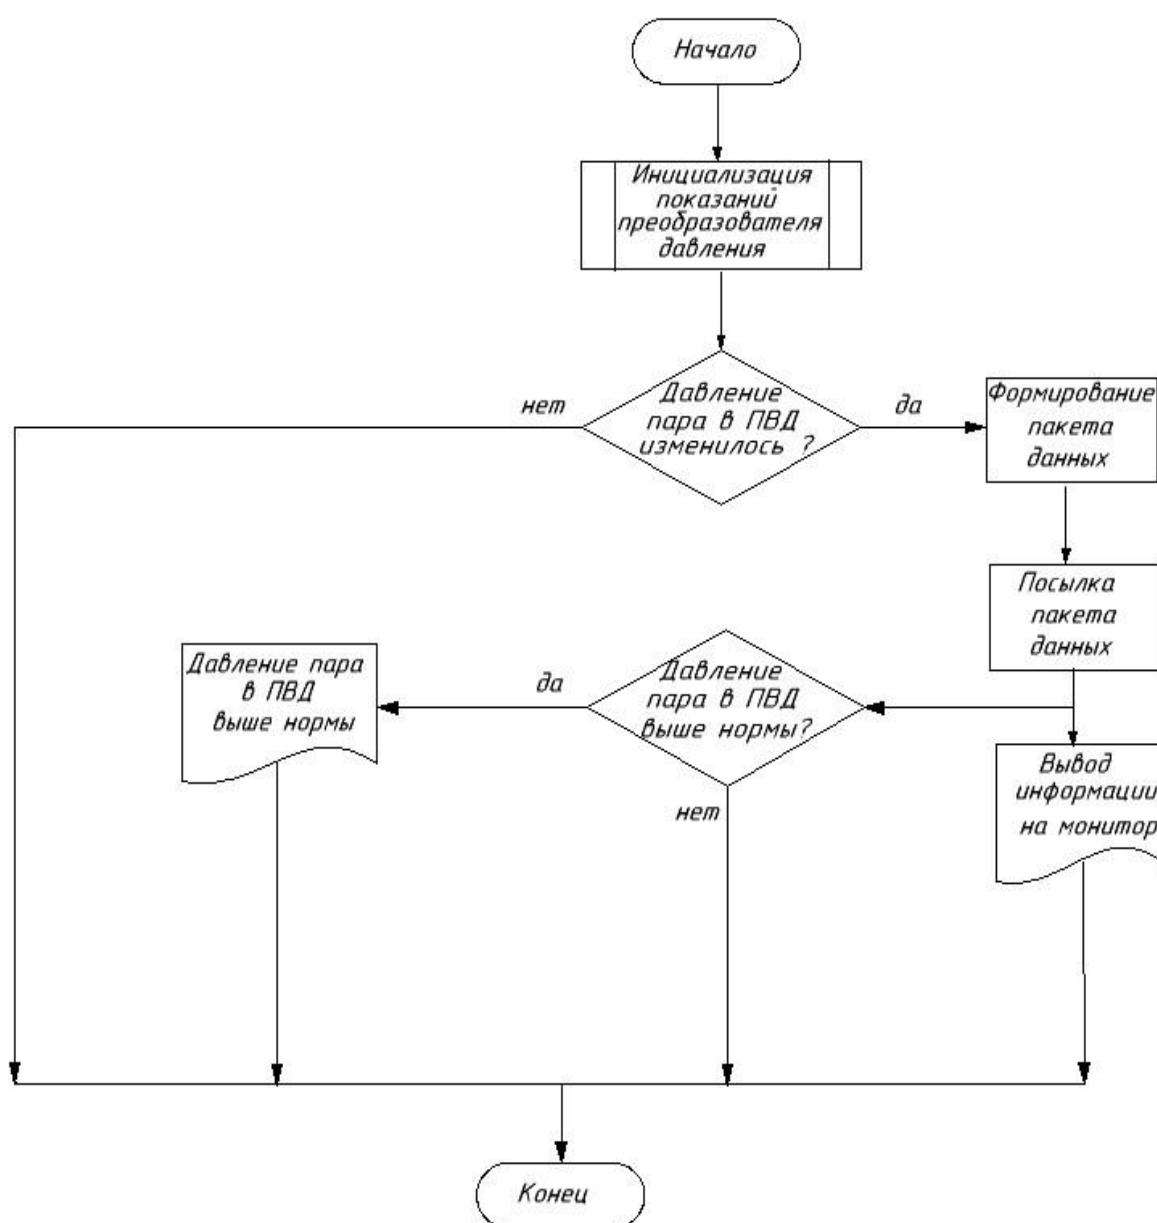 Начало
Инициализация
показаний
преобразователя
давления
Давление
пара в ПВД
изменилось ?
нет
да
Формирование
пакета
данных
Посылка
пакета
данных
Давление
пара в ПВД
выше нормы?
да
нет
Давление пара
в ПВД
выше нормы
Вывод
информации
на монитор
Конец